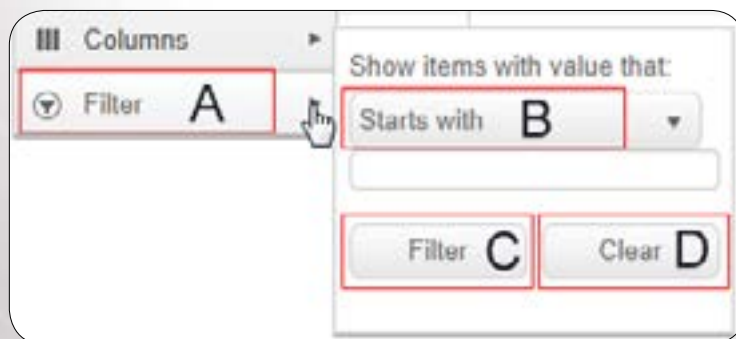 Columns
Filter A
Show items with value that:
Starts with B
Filter C
Clear D